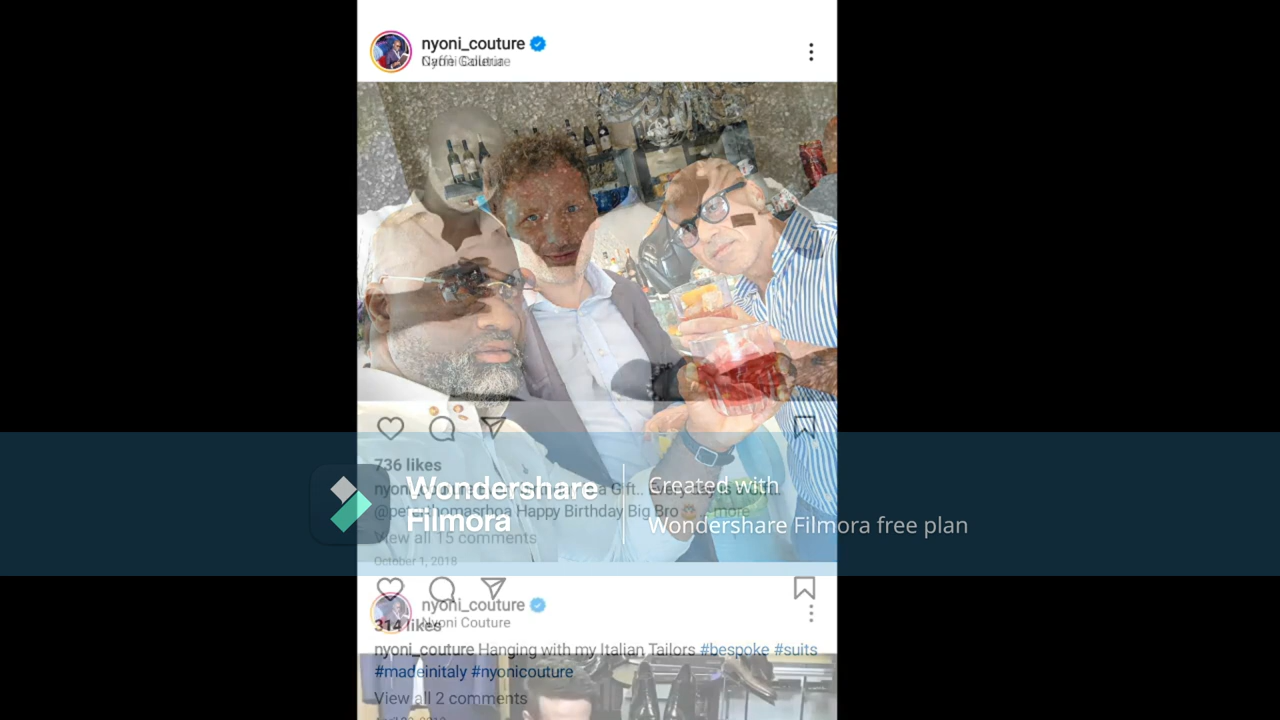 nyoni_couture
736 likes
@peterthomasrhoa Happy Birthday Big Bro
more
View all 15 comments
October 1, 2018
Wondershare
Filmora
Created with
Wondershare Filmora free plan
nyoni_couture
Nyoni Couture
314 likes
nyoni_couture Hanging with my Italian Tailors #bespoke #suits
#madeinitaly #nyonicouture
View all 2 comments